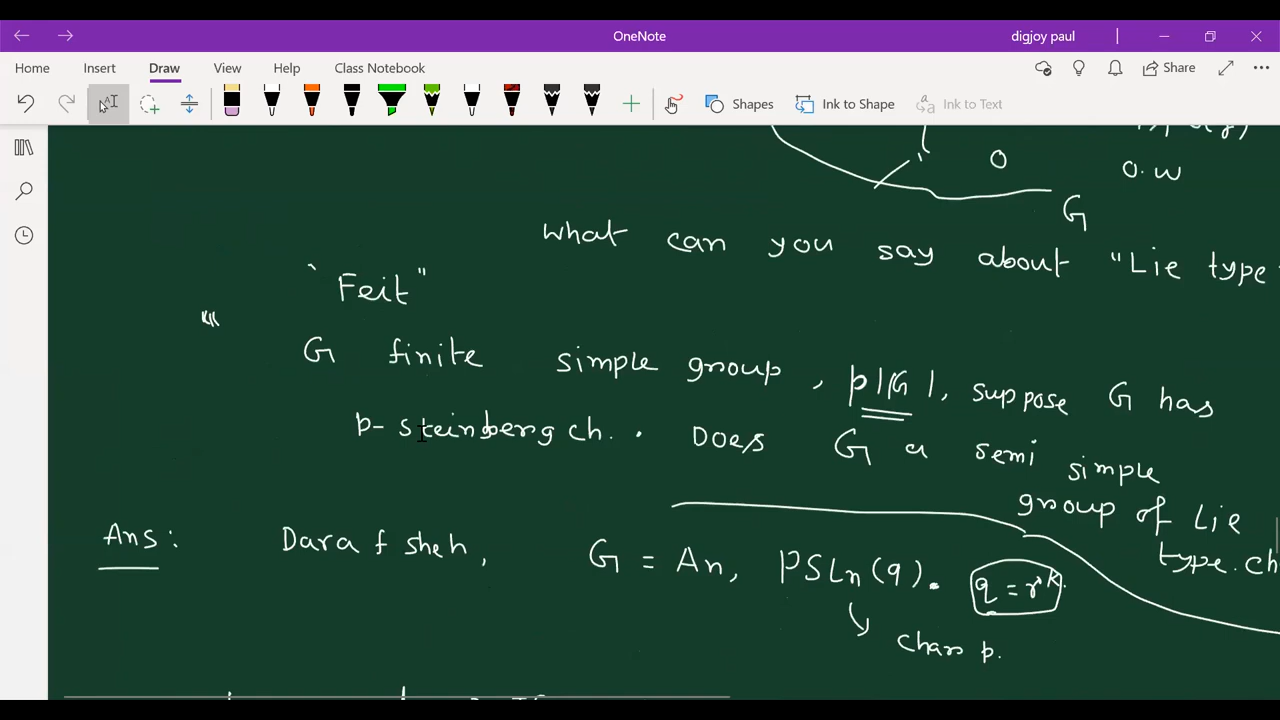 OneNote
digjoy paul
Home Insert Draw View Help Class Notebook
Share
Shapes Ink to Shape Ink to Text
0 0.w
G
what can you say about "Lie type
`Feit"
G finite simple group, p||G|, suppose G has
p-steinberg ch. Does G a semi simple
group of Lie
type. ch
Ans: Darafsheh, G = An, PSLn(q). q = r^k.
Char p.